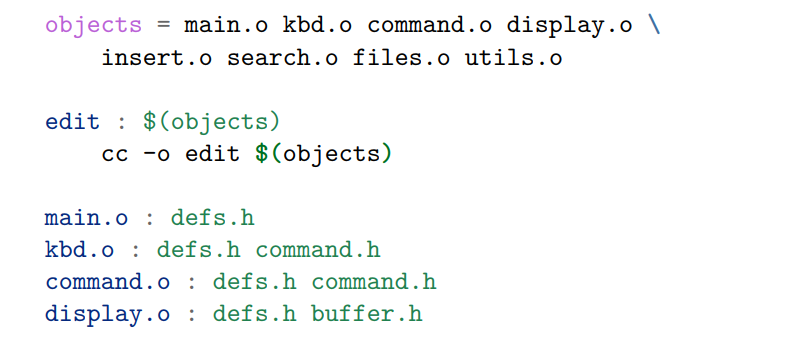 objects = main.o kbd.o command.o display.o \
    insert.o search.o files.o utils.o

edit : $(objects)
    cc -o edit $(objects)

main.o : defs.h
kbd.o : defs.h command.h
command.o : defs.h command.h
display.o : defs.h buffer.h